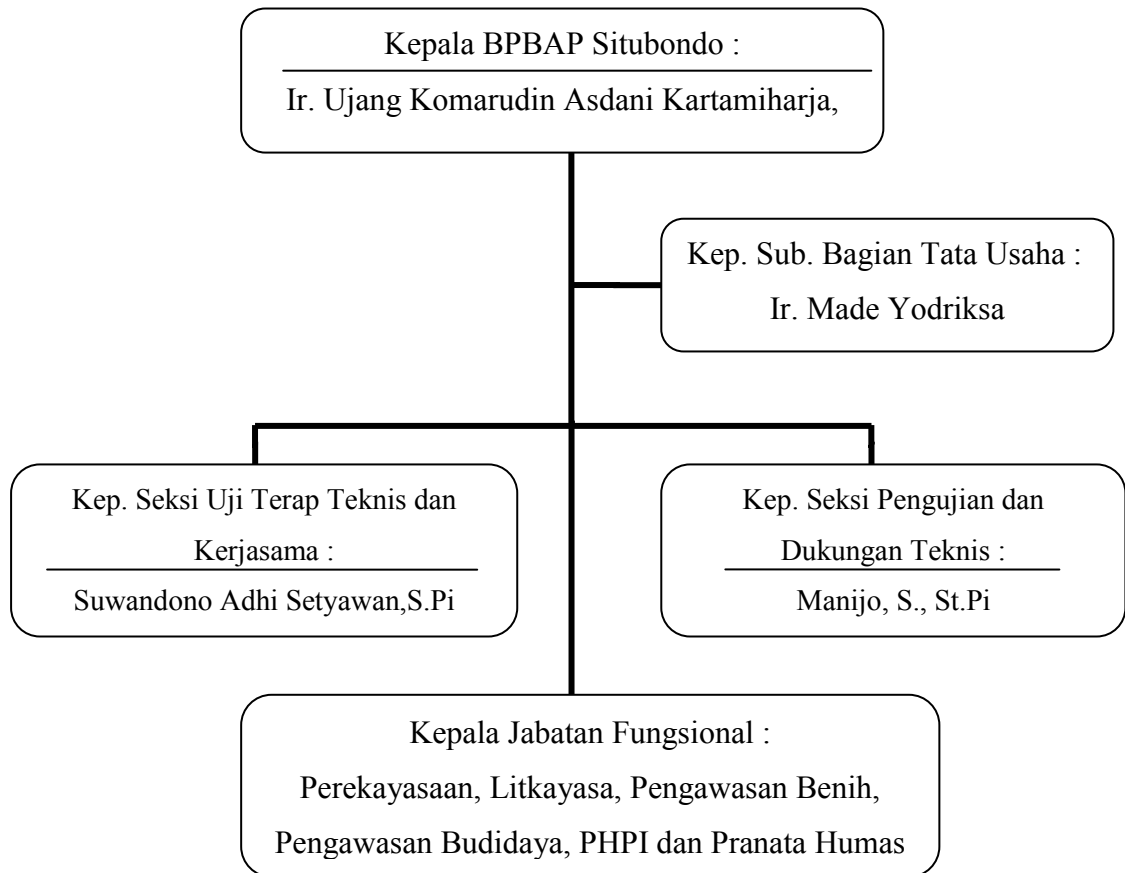 Kepala BPBAP Situbondo :
Ir. Ujang Komarudin Asdani Kartamiharja,
Kep. Sub. Bagian Tata Usaha :
Ir. Made Yodriksa
Kep. Seksi Uji Terap Teknis dan
Kerjasama :
Suwandono Adhi Setyawan,S.Pi
Kep. Seksi Pengujian dan
Dukungan Teknis :
Manijo, S., St.Pi
Kepala Jabatan Fungsional :
Perekayasaan, Litkayasa, Pengawasan Benih,
Pengawasan Budidaya, PHPI dan Pranata Humas